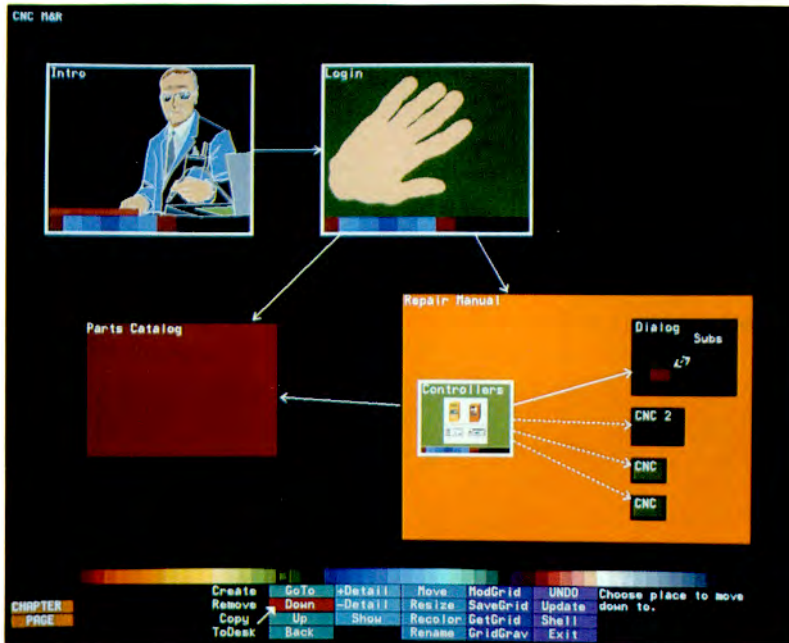 CNC M&R
Intro
Login
Parts Catalog
Repair Manual
Dialog
Subs
Controllers
CNC 2
CNC
CNC
Create GoTo +Detail Move ModGrid UNDO Choose place to move
CHAPTER Remove Down -Detail Resize SaveGrid Update down to.
PAGE Copy Up Show Recolor GetGrid Shell
ToDesk Back Rename GridGrav Exit